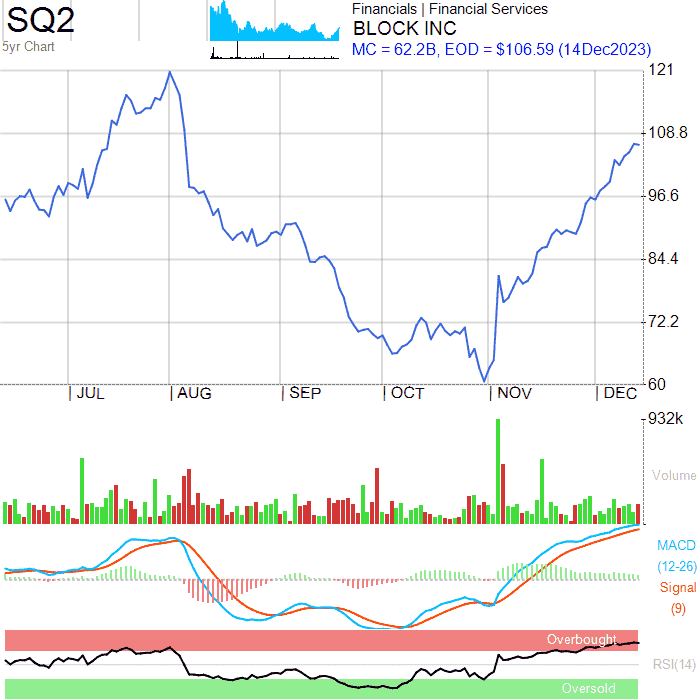 SQ2
5yr Chart
Financials | Financial Services
BLOCK INC
MC = 62.2B, EOD = $106.59 (14Dec2023)
121
108.8
96.6
84.4
72.2
60
JUL AUG SEP OCT NOV DEC
932k
Volume
MACD
(12-26)
Signal
(9)
Overbought
RSI(14)
Oversold